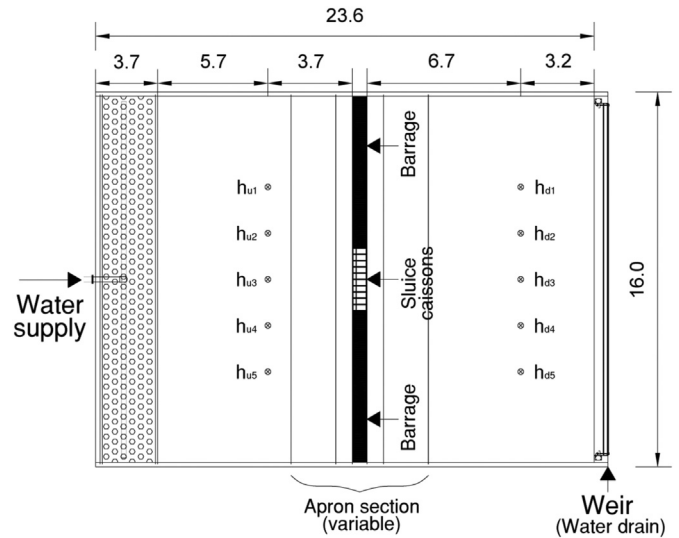 23.6
3.7 5.7 3.7 6.7 3.2
Barrage
hu1 hd1
hu2 hd2
Sluice
caissons
hu3 hd3
16.0
Water
supply
hu4 hd4
hu5 hd5
Barrage
Apron section
(variable)
Weir
(Water drain)